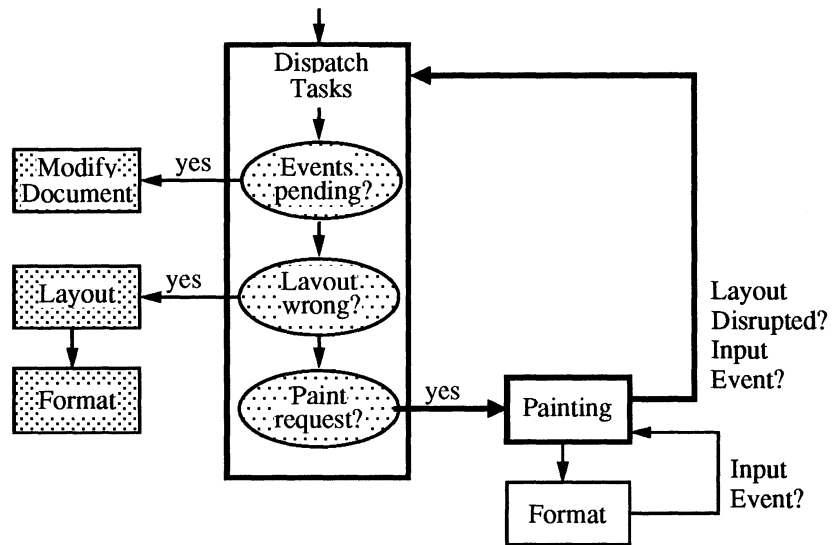 Dispatch
Tasks
yes
Modify
Document
Events
pending?
yes
Layout
Layout
wrong?
Layout
Disrupted?
Input
Event?
Format
Paint
request?
yes
Painting
Input
Event?
Format